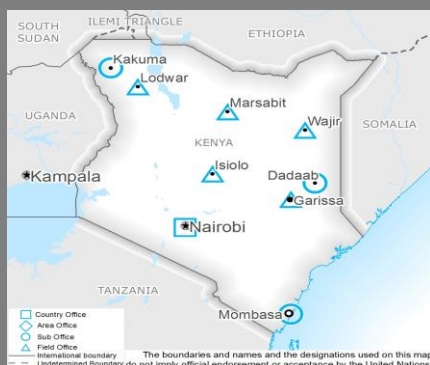 SOUTH
SUDAN
ILEMI TRIANGLE
ETHIOPIA
Kakuma
Lodwar
Marsabit
Wajir
UGANDA
SOMALIA
KENYA
Isiolo
Dadaab
Kampala
Garissa
Nairobi
TANZANIA
Mombasa
Country Office
Area Office
Sub Office
Field Office
International boundary
The boundaries and names and the designations used on this map
Undetermined Boundary
do not imply official endorsement or acceptance by the United Nations